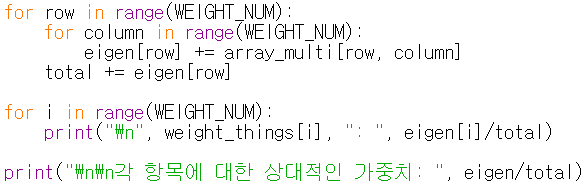 for row in range(WEIGHT_NUM):
    for column in range(WEIGHT_NUM):
        eigen[row] += array_multi[row, column]
    total += eigen[row]

for i in range(WEIGHT_NUM):
    print("₩n", weight_things[i], ": ", eigen[i]/total)

print("₩n₩n각 항목에 대한 상대적인 가중치: ", eigen/total)